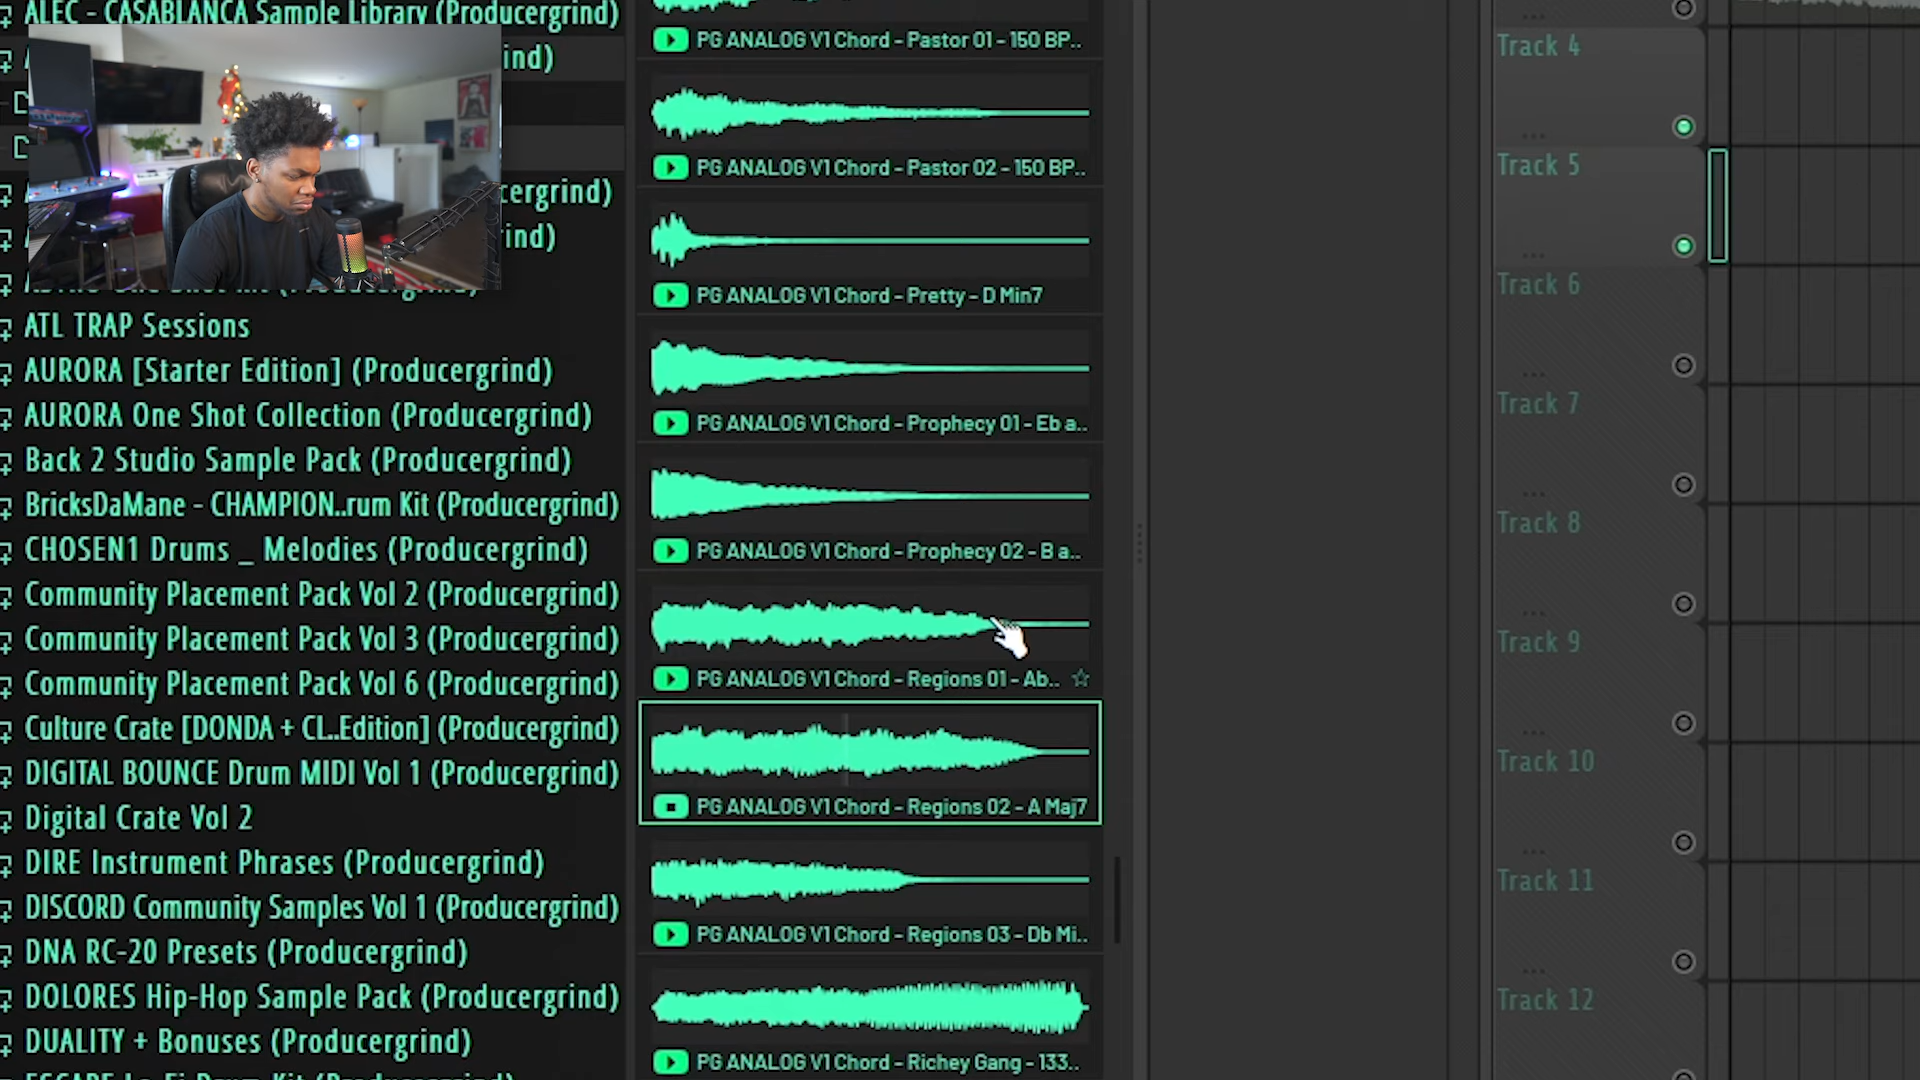 ALEC - CASABLANCA Sample Library (Producergrind)
ind)
cergrind)
ind)
ATL TRAP Sessions
AURORA [Starter Edition] (Producergrind)
AURORA One Shot Collection (Producergrind)
Back 2 Studio Sample Pack (Producergrind)
BricksDaMane - CHAMPION..rum Kit (Producergrind)
CHOSEN1 Drums _ Melodies (Producergrind)
Community Placement Pack Vol 2 (Producergrind)
Community Placement Pack Vol 3 (Producergrind)
Community Placement Pack Vol 6 (Producergrind)
Culture Crate [DONDA + CL..Edition] (Producergrind)
DIGITAL BOUNCE Drum MIDI Vol 1 (Producergrind)
Digital Crate Vol 2
DIRE Instrument Phrases (Producergrind)
DISCORD Community Samples Vol 1 (Producergrind)
DNA RC-20 Presets (Producergrind)
DOLORES Hip-Hop Sample Pack (Producergrind)
DUALITY + Bonuses (Producergrind)
PG ANALOG V1 Chord - Pastor 01 - 150 BP..
PG ANALOG V1 Chord - Pastor 02 - 150 BP..
PG ANALOG V1 Chord - Pretty - D Min7
PG ANALOG V1 Chord - Prophecy 01 - Eb a..
PG ANALOG V1 Chord - Prophecy 02 - B a..
PG ANALOG V1 Chord - Regions 01 - Ab..
PG ANALOG V1 Chord - Regions 02 - A Maj7
PG ANALOG V1 Chord - Regions 03 - Db Mi..
PG ANALOG V1 Chord - Richey Gang - 133..
Track 4
Track 5
Track 6
Track 7
Track 8
Track 9
Track 10
Track 11
Track 12